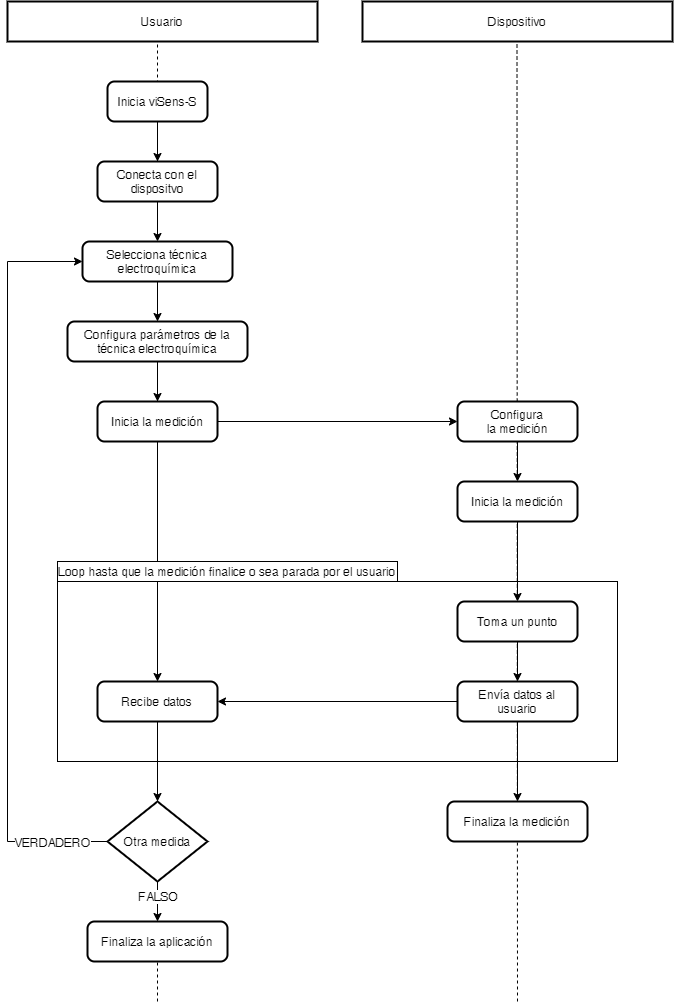 Usuario
Dispositivo
Inicia viSens-S
Conecta con el
dispositvo
Selecciona técnica
electroquímica
Configura parámetros de la
técnica electroquímica
Inicia la medición
Configura
la medición
Inicia la medición
Loop hasta que la medición finalice o sea parada por el usuario
Toma un punto
Recibe datos
Envía datos al
usuario
Finaliza la medición
VERDADERO
Otra medida
FALSO
Finaliza la aplicación